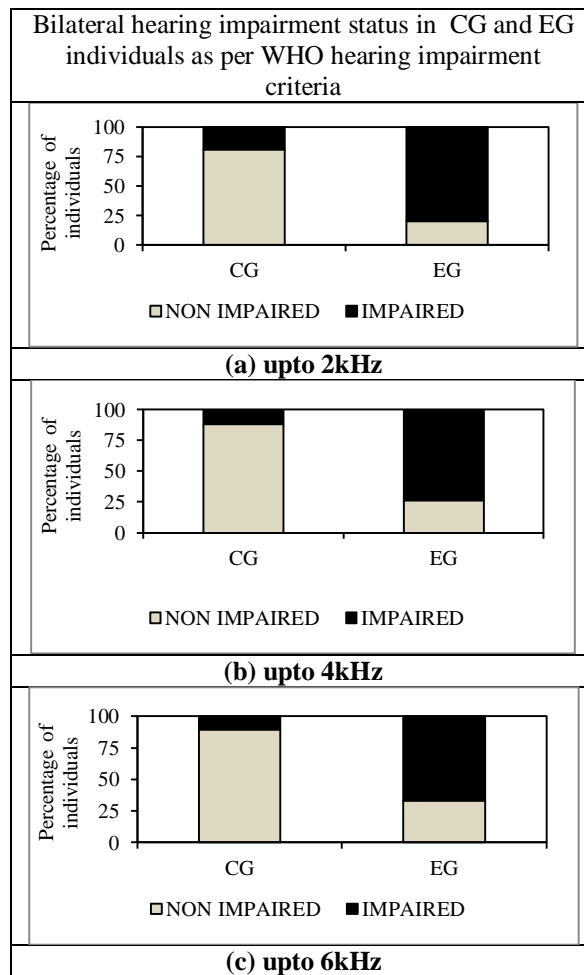 Bilateral hearing impairment status in CG and EG
individuals as per WHO hearing impairment
criteria
Percentage of
individuals
100
75
50
25
0
CG EG
NON IMPAIRED IMPAIRED
(a) upto 2kHz
Percentage of
individuals
100
75
50
25
0
CG EG
NON IMPAIRED IMPAIRED
(b) upto 4kHz
Percentage of
individuals
100
75
50
25
0
CG EG
NON IMPAIRED IMPAIRED
(c) upto 6kHz